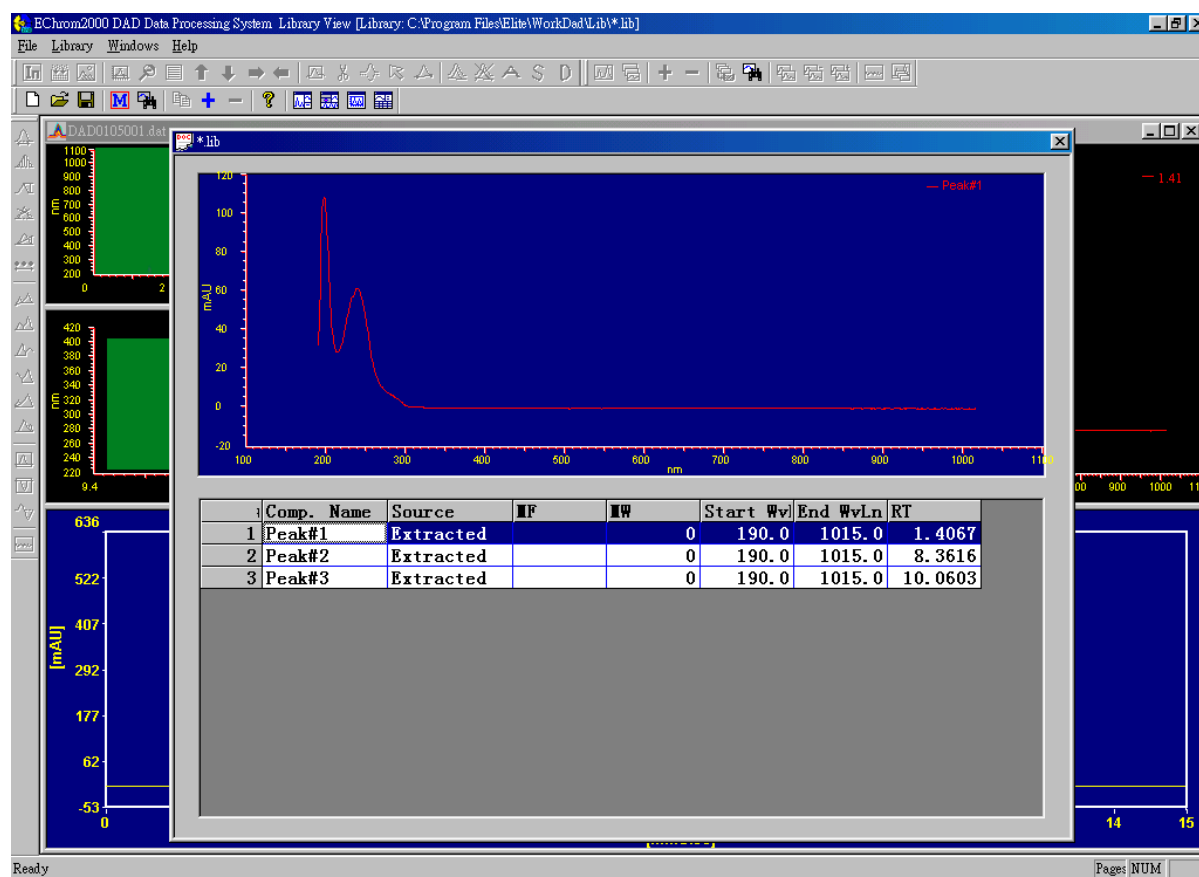 EChrom2000 DAD Data Processing System  Library View [Library: C:\Program Files\Elite\WorkDad\Lib\*.lib]
File Library Windows Help
DAD0105001.dat
*.lib
1100
1000
900
800
700
600
500
400
300
200
nm
0 2
420
400
380
360
340
320
300
280
260
240
220
nm
9.4
120
100
80
60
40
20
0
-20
mAU
Peak#1
100 200 300 400 500 600 700 800 900 1000 1100
nm
1.41
900 1000 11
Comp. Name Source MF MW Start Wvl End WvLn RT
1 Peak#1 Extracted 0 190.0 1015.0 1.4067
2 Peak#2 Extracted 0 190.0 1015.0 8.3616
3 Peak#3 Extracted 0 190.0 1015.0 10.0603
636
522
407
292
177
62
-53
[mAU]
0 14 15
Ready Pages NUM